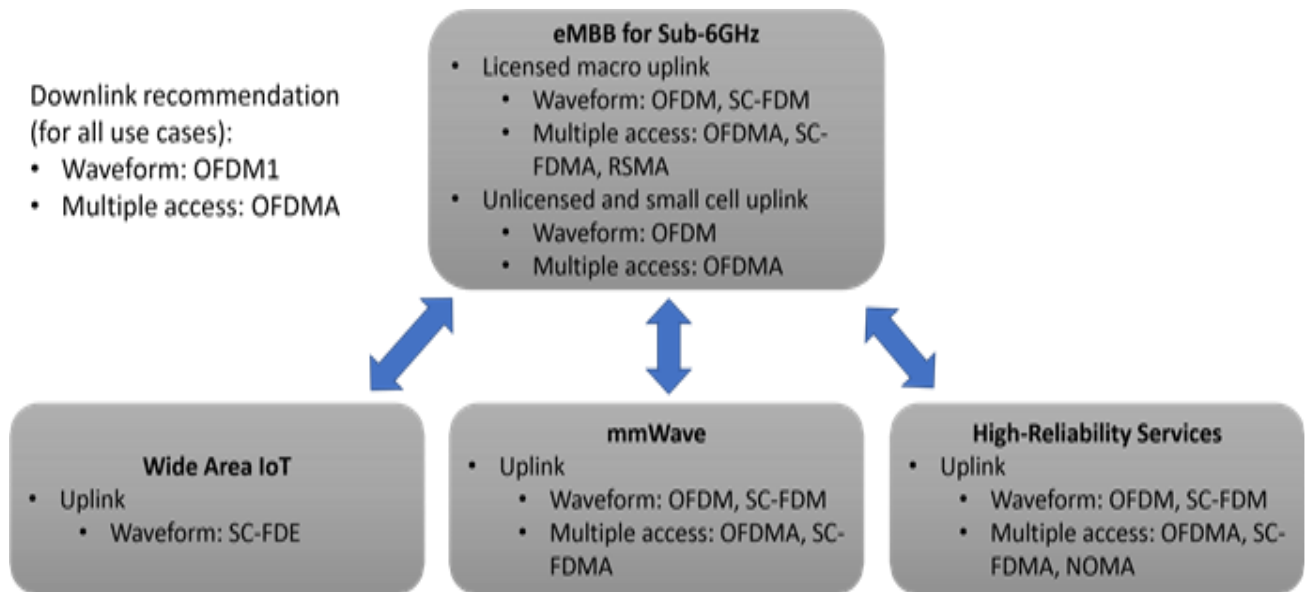 Downlink recommendation
(for all use cases):
• Waveform: OFDM1
• Multiple access: OFDMA
eMBB for Sub-6GHz
• Licensed macro uplink
• Waveform: OFDM, SC-FDM
• Multiple access: OFDMA, SC-
FDMA, RSMA
• Unlicensed and small cell uplink
• Waveform: OFDM
• Multiple access: OFDMA
Wide Area IoT
• Uplink
• Waveform: SC-FDE
mmWave
• Uplink
• Waveform: OFDM, SC-FDM
• Multiple access: OFDMA, SC-
FDMA
High-Reliability Services
• Uplink
• Waveform: OFDM, SC-FDM
• Multiple access: OFDMA, SC-
FDMA, NOMA